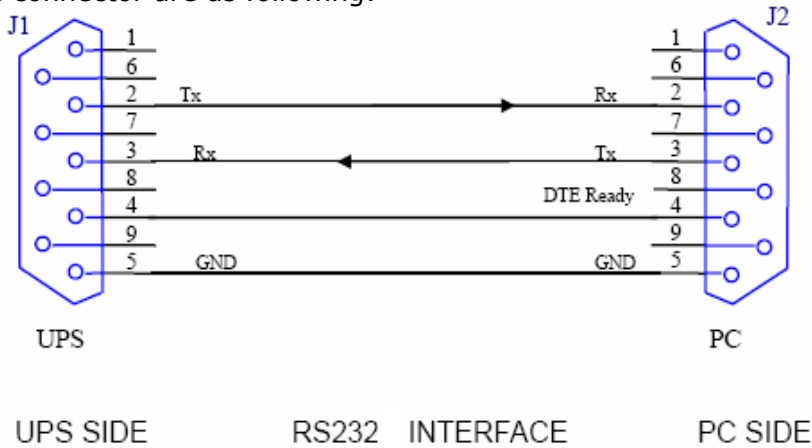 connector are as following:
J1 J2
1 1
6 6
2 Tx Rx 2
7 7
3 Rx Tx 3
8 8
DTE Ready
4 4
9 9
5 GND GND 5
UPS PC
UPS SIDE RS232 INTERFACE PC SIDE